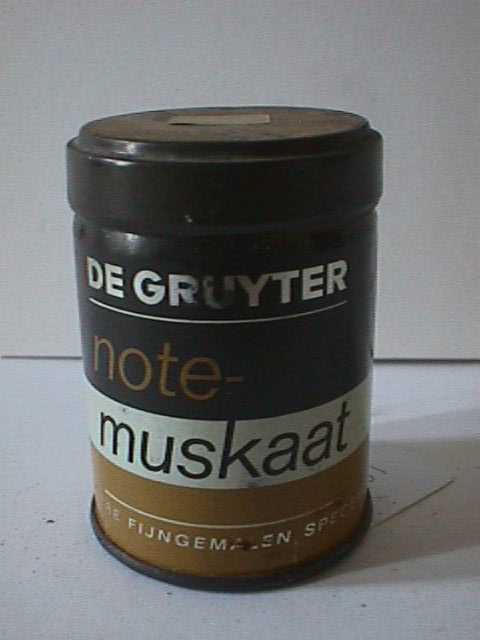 DE GRUYTER
note-
muskaat
FIJNGEMALEN